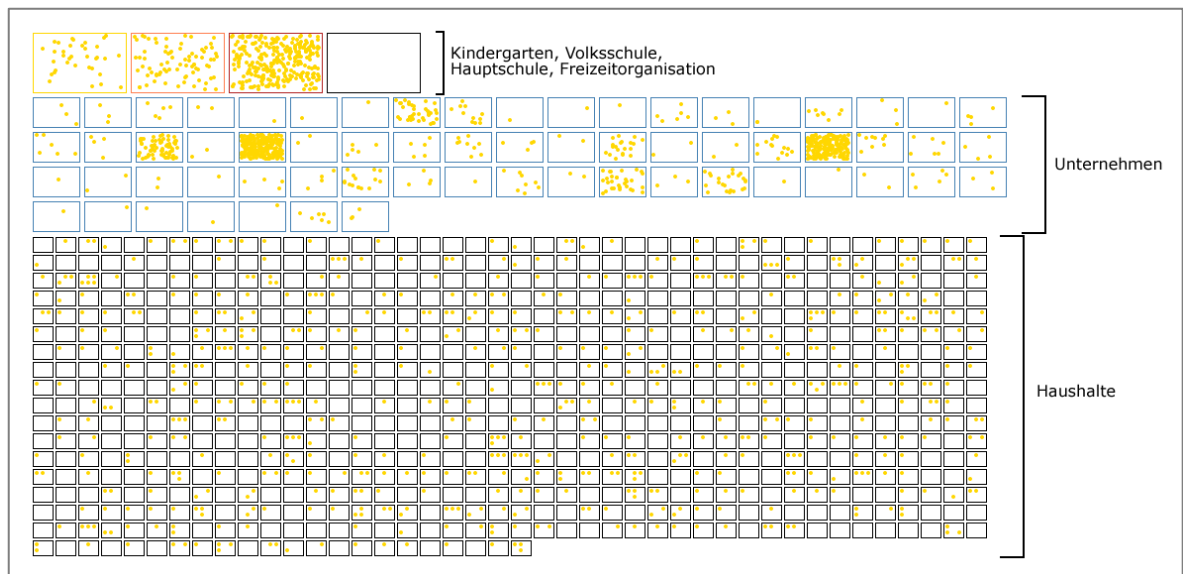 Kindergarten, Volksschule,
Hauptschule, Freizeitorganisation
Unternehmen
Haushalte